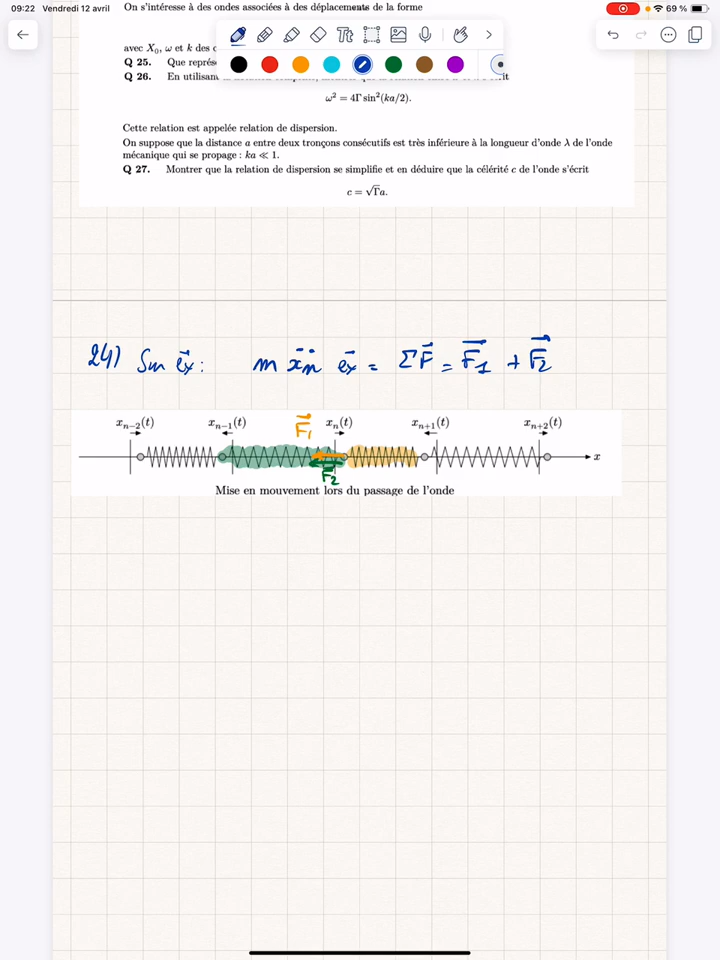 09:22 Vendredi 12 avril
69 %
On s'intéresse à des ondes associées à des déplacements de la forme
avec X₀, ω et k des c
Q 25. Que représe
Q 26. En utilisant
it
ω² = 4Γ sin²(ka/2).
Cette relation est appelée relation de dispersion.
On suppose que la distance a entre deux tronçons consécutifs est très inférieure à la longueur d'onde λ de l'onde
mécanique qui se propage : ka ≪ 1.
Q 27. Montrer que la relation de dispersion se simplifie et en déduire que la célérité c de l'onde s'écrit
c = √Γa.
24) Sur e⃗x : m ẍn e⃗x = ΣF⃗ = F⃗1 + F⃗2
xₙ₋₂(t) xₙ₋₁(t) F⃗1 xₙ(t) xₙ₊₁(t) xₙ₊₂(t)
x
F⃗2
Mise en mouvement lors du passage de l'onde